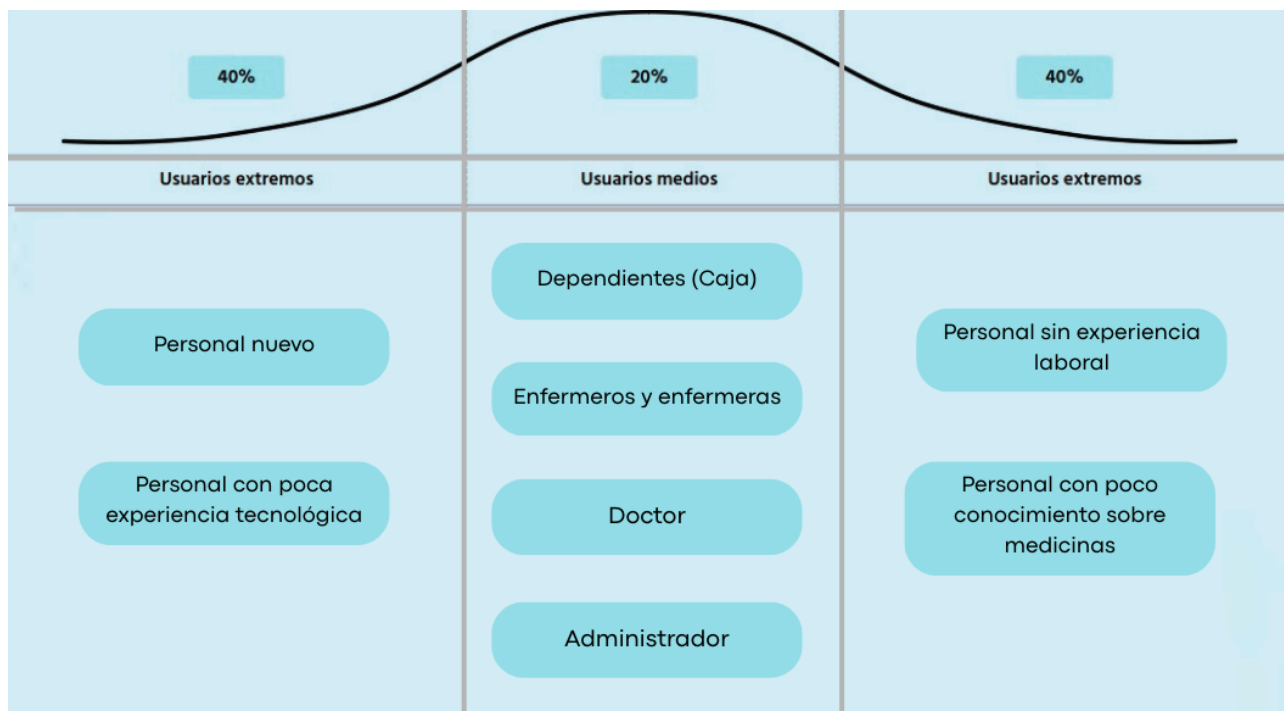 40%
20%
40%
Usuarios extremos
Usuarios medios
Usuarios extremos
Personal nuevo
Personal con poca
experiencia tecnológica
Dependientes (Caja)
Enfermeros y enfermeras
Doctor
Administrador
Personal sin experiencia
laboral
Personal con poco
conocimiento sobre
medicinas